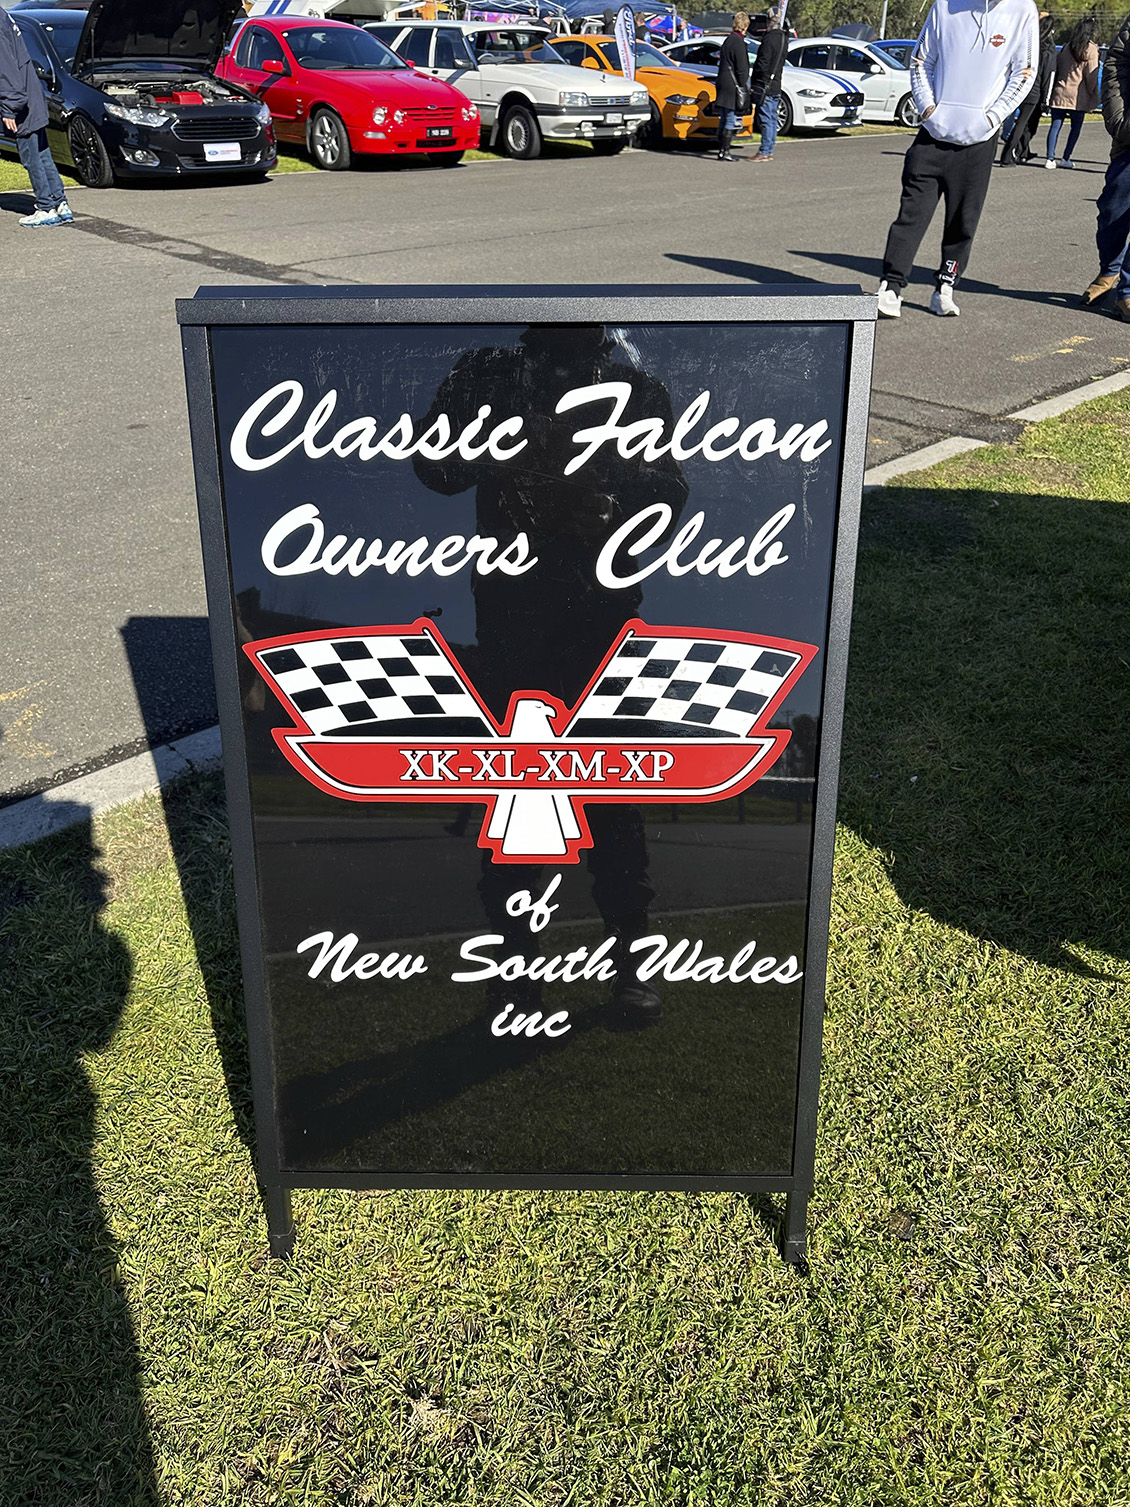 Classic Falcon
Owners Club
XK-XL-XM-XP
of
New South Wales
inc